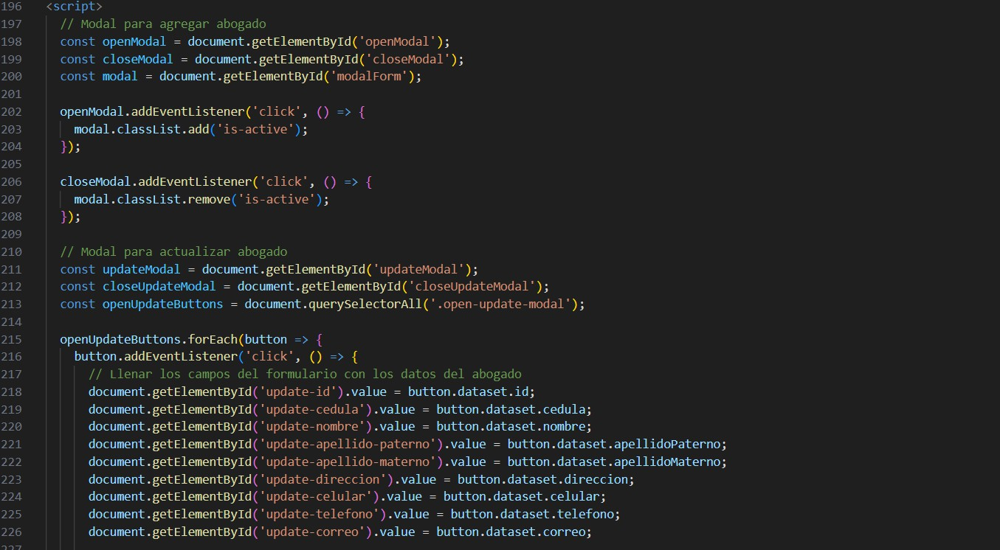 196 <script>
197 // Modal para agregar abogado
198 const openModal = document.getElementById('openModal');
199 const closeModal = document.getElementById('closeModal');
200 const modal = document.getElementById('modalForm');
201
202 openModal.addEventListener('click', () => {
203 modal.classList.add('is-active');
204 });
205
206 closeModal.addEventListener('click', () => {
207 modal.classList.remove('is-active');
208 });
209
210 // Modal para actualizar abogado
211 const updateModal = document.getElementById('updateModal');
212 const closeUpdateModal = document.getElementById('closeUpdateModal');
213 const openUpdateButtons = document.querySelectorAll('.open-update-modal');
214
215 openUpdateButtons.forEach(button => {
216 button.addEventListener('click', () => {
217 // Llenar los campos del formulario con los datos del abogado
218 document.getElementById('update-id').value = button.dataset.id;
219 document.getElementById('update-cedula').value = button.dataset.cedula;
220 document.getElementById('update-nombre').value = button.dataset.nombre;
221 document.getElementById('update-apellido-paterno').value = button.dataset.apellidoPaterno;
222 document.getElementById('update-apellido-materno').value = button.dataset.apellidoMaterno;
223 document.getElementById('update-direccion').value = button.dataset.direccion;
224 document.getElementById('update-celular').value = button.dataset.celular;
225 document.getElementById('update-telefono').value = button.dataset.telefono;
226 document.getElementById('update-correo').value = button.dataset.correo;
227